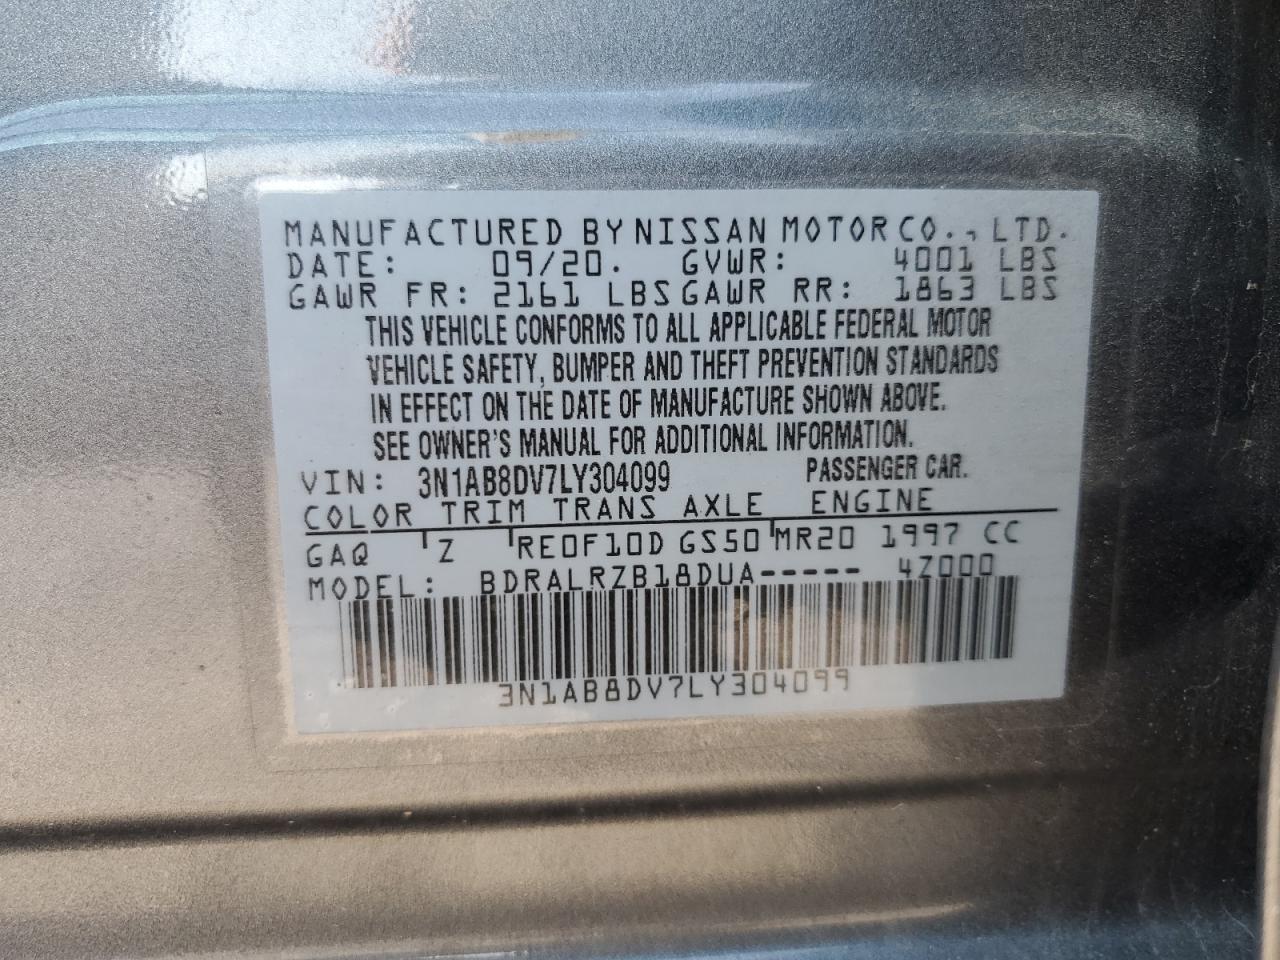 MANUFACTURED BY NISSAN MOTOR CO., LTD.
DATE: 09/20. GVWR: 4001 LBS
GAWR FR: 2161 LBS GAWR RR: 1863 LBS
THIS VEHICLE CONFORMS TO ALL APPLICABLE FEDERAL MOTOR
VEHICLE SAFETY, BUMPER AND THEFT PREVENTION STANDARDS
IN EFFECT ON THE DATE OF MANUFACTURE SHOWN ABOVE.
SEE OWNER'S MANUAL FOR ADDITIONAL INFORMATION.
VIN: 3N1AB8DV7LY304099 PASSENGER CAR.
COLOR TRIM TRANS AXLE ENGINE
GAQ Z RE0F10D GS50 MR20 1997 CC
MODEL: BDRALRZB18DUA----- 4Z000
3N1AB8DV7LY304099